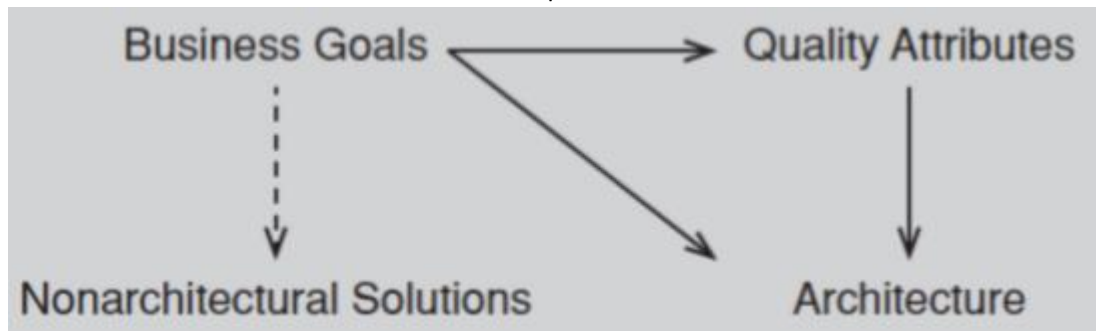 Business Goals
Quality Attributes
Nonarchitectural Solutions
Architecture